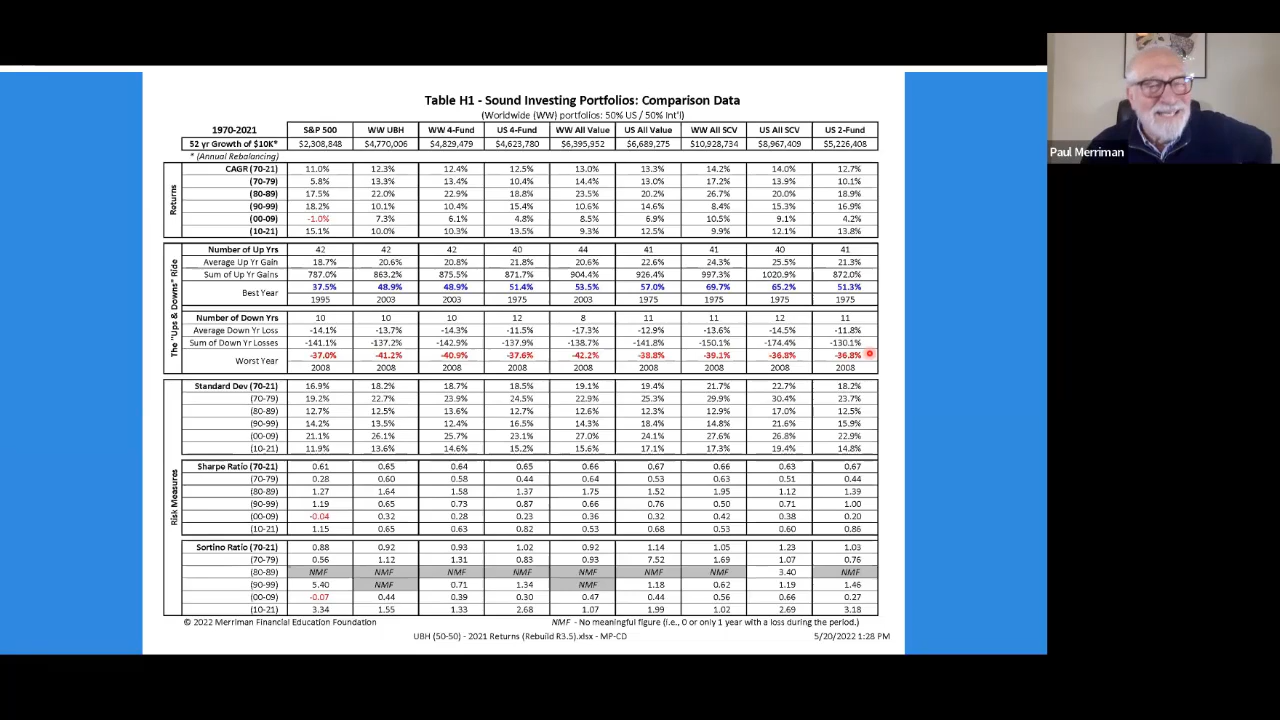 Table H1 - Sound Investing Portfolios: Comparison Data
(Worldwide (WW) portfolios: 50% US / 50% Int'l)
1970-2021 S&P 500 WW UBH WW 4-Fund US 4-Fund WW All Value US All Value WW All SCV US All SCV US 2-Fund
52 yr Growth of $10K* $2,308,848 $4,770,006 $4,829,479 $4,623,780 $6,395,952 $6,689,275 $10,928,734 $8,967,409 $5,226,408
* (Annual Rebalancing)
Returns
CAGR (70-21) 11.0% 12.3% 12.4% 12.5% 13.0% 13.3% 14.2% 14.0% 12.7%
(70-79) 5.8% 13.3% 13.4% 10.4% 14.4% 13.0% 17.2% 13.9% 10.1%
(80-89) 17.5% 22.0% 22.9% 18.8% 23.5% 20.2% 26.7% 20.0% 18.9%
(90-99) 18.2% 10.1% 10.4% 15.4% 10.6% 14.6% 8.4% 15.3% 16.9%
(00-09) -1.0% 7.3% 6.1% 4.8% 8.5% 6.9% 10.5% 9.1% 4.2%
(10-21) 15.1% 10.0% 10.3% 13.5% 9.3% 12.5% 9.9% 12.1% 13.8%
The "Ups & Downs" Ride
Number of Up Yrs 42 42 42 40 44 41 41 40 41
Average Up Yr Gain 18.7% 20.6% 20.8% 21.8% 20.6% 22.6% 24.3% 25.5% 21.3%
Sum of Up Yr Gains 787.0% 863.2% 875.5% 871.7% 904.4% 926.4% 997.3% 1020.9% 872.0%
Best Year 37.5% 48.9% 48.9% 51.4% 53.5% 57.0% 69.7% 65.2% 51.3%
1995 2003 2003 1975 2003 1975 1975 1975 1975
Number of Down Yrs 10 10 10 12 8 11 11 12 11
Average Down Yr Loss -14.1% -13.7% -14.3% -11.5% -17.3% -12.9% -13.6% -14.5% -11.8%
Sum of Down Yr Losses -141.1% -137.2% -142.9% -137.9% -138.7% -141.8% -150.1% -174.4% -130.1%
Worst Year -37.0% -41.2% -40.9% -37.6% -42.2% -38.8% -39.1% -36.8% -36.8%
2008 2008 2008 2008 2008 2008 2008 2008 2008
Risk Measures
Standard Dev (70-21) 16.9% 18.2% 18.7% 18.5% 19.1% 19.4% 21.7% 22.7% 18.2%
(70-79) 19.2% 22.7% 23.9% 24.5% 22.9% 25.3% 29.9% 30.4% 23.7%
(80-89) 12.7% 12.5% 13.6% 12.7% 12.6% 12.3% 12.9% 17.0% 12.5%
(90-99) 14.2% 13.5% 12.4% 16.5% 14.3% 18.4% 14.8% 21.6% 15.9%
(00-09) 21.1% 26.1% 25.7% 23.1% 27.0% 24.1% 27.6% 26.8% 22.9%
(10-21) 11.9% 13.6% 14.6% 15.2% 15.6% 17.1% 17.3% 19.4% 14.8%
Sharpe Ratio (70-21) 0.61 0.65 0.64 0.65 0.66 0.67 0.66 0.63 0.67
(70-79) 0.28 0.60 0.58 0.44 0.64 0.53 0.63 0.51 0.44
(80-89) 1.27 1.64 1.58 1.37 1.75 1.52 1.95 1.12 1.39
(90-99) 1.19 0.65 0.73 0.87 0.66 0.76 0.50 0.71 1.00
(00-09) -0.04 0.32 0.28 0.23 0.36 0.32 0.42 0.38 0.20
(10-21) 1.15 0.65 0.63 0.82 0.53 0.68 0.53 0.60 0.86
Sortino Ratio (70-21) 0.88 0.92 0.93 1.02 0.92 1.14 1.05 1.23 1.03
(70-79) 0.56 1.12 1.31 0.83 0.93 7.52 1.69 1.07 0.76
(80-89) NMF NMF NMF NMF NMF NMF NMF 3.40 NMF
(90-99) 5.40 NMF 0.71 1.34 NMF 1.18 0.62 1.19 1.46
(00-09) -0.07 0.44 0.39 0.30 0.47 0.44 0.56 0.66 0.27
(10-21) 3.34 1.55 1.33 2.68 1.07 1.99 1.02 2.69 3.18
© 2022 Merriman Financial Education Foundation NMF - No meaningful figure (i.e., 0 or only 1 year with a loss during the period.)
UBH (50-50) - 2021 Returns (Rebuild R3.5).xlsx - MP-CD 5/20/2022 1:28 PM
Paul Merriman